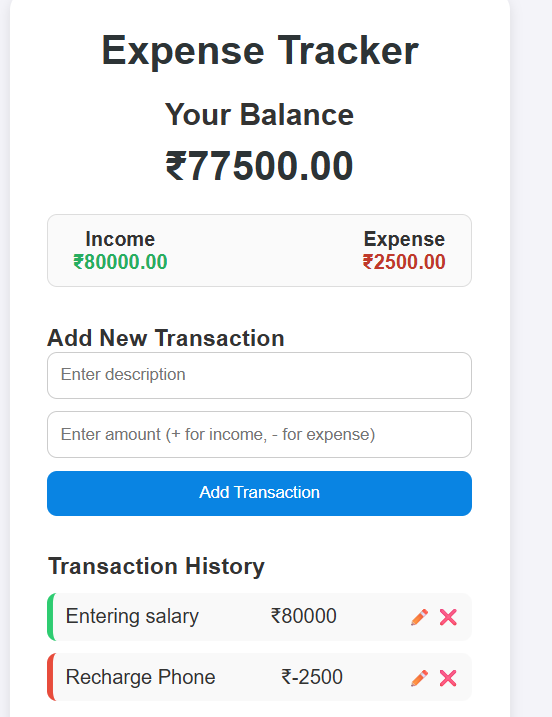 Expense Tracker
Your Balance
₹77500.00
Income Expense
₹80000.00 ₹2500.00
Add New Transaction
Enter description
Enter amount (+ for income, - for expense)
Add Transaction
Transaction History
Entering salary ₹80000
Recharge Phone ₹-2500